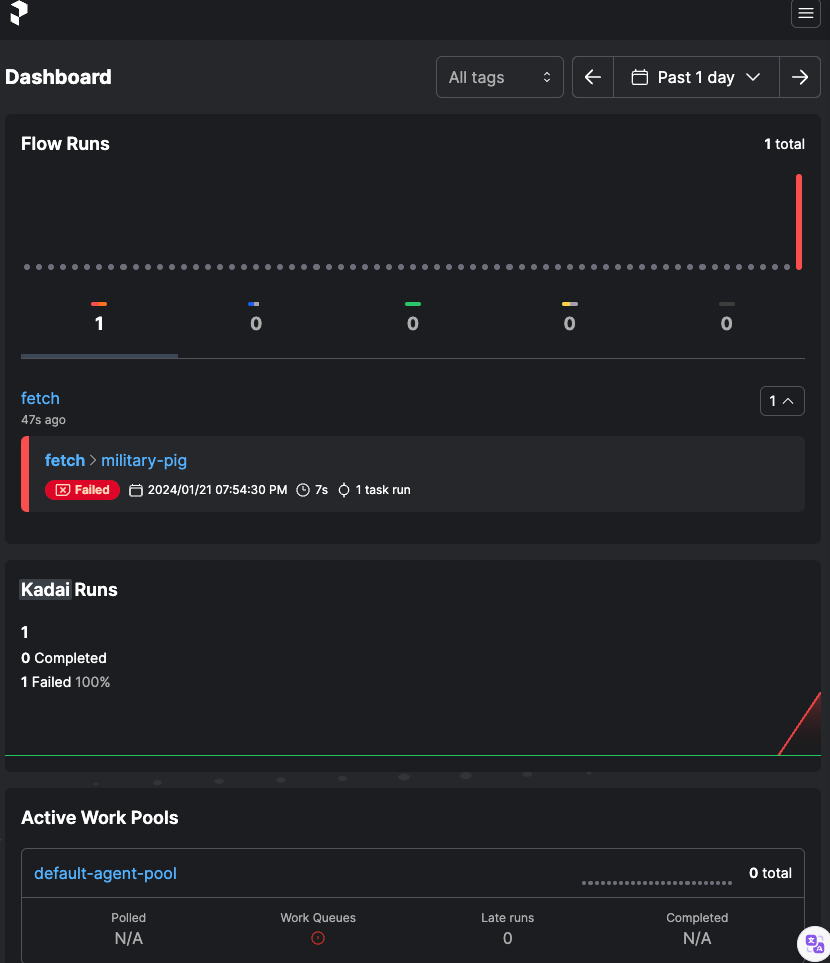 Dashboard
All tags
Past 1 day
Flow Runs
1 total
1
0
0
0
0
fetch
1
47s ago
fetch > military-pig
Failed 2024/01/21 07:54:30 PM 7s 1 task run
Kadai Runs
1
0 Completed
1 Failed 100%
Active Work Pools
default-agent-pool
0 total
Polled
Work Queues
Late runs
Completed
N/A
0
N/A